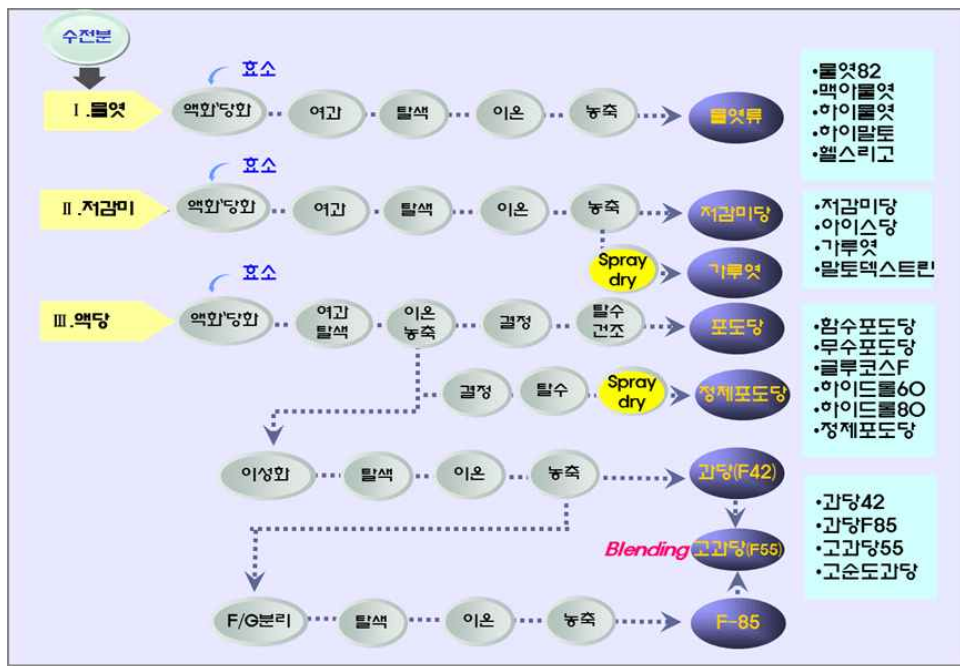 수전분
효소
Ⅰ.물엿
액화'당화
여과
탈색
이온
농축
물엿류
•물엿82
•맥아물엿
•하이물엿
•하이말토
•헬스리고
효소
Ⅱ.저감미
액화'당화
여과
탈색
이온
농축
저감미당
Spray
dry
가루엿
•저감미당
•아이스당
•가루엿
•말토덱스트린
효소
Ⅲ.액당
액화'당화
여과
탈색
이온
농축
결정
탈수
건조
포도당
결정
탈수
Spray
dry
정제포도당
•함수포도당
•무수포도당
•글루코스F
•하이드롤60
•하이드롤80
•정제포도당
이성화
탈색
이온
농축
과당(F42)
Blending
고과당(F55)
•과당42
•과당F85
•고과당55
•고순도과당
F/G분리
탈색
이온
농축
F-85